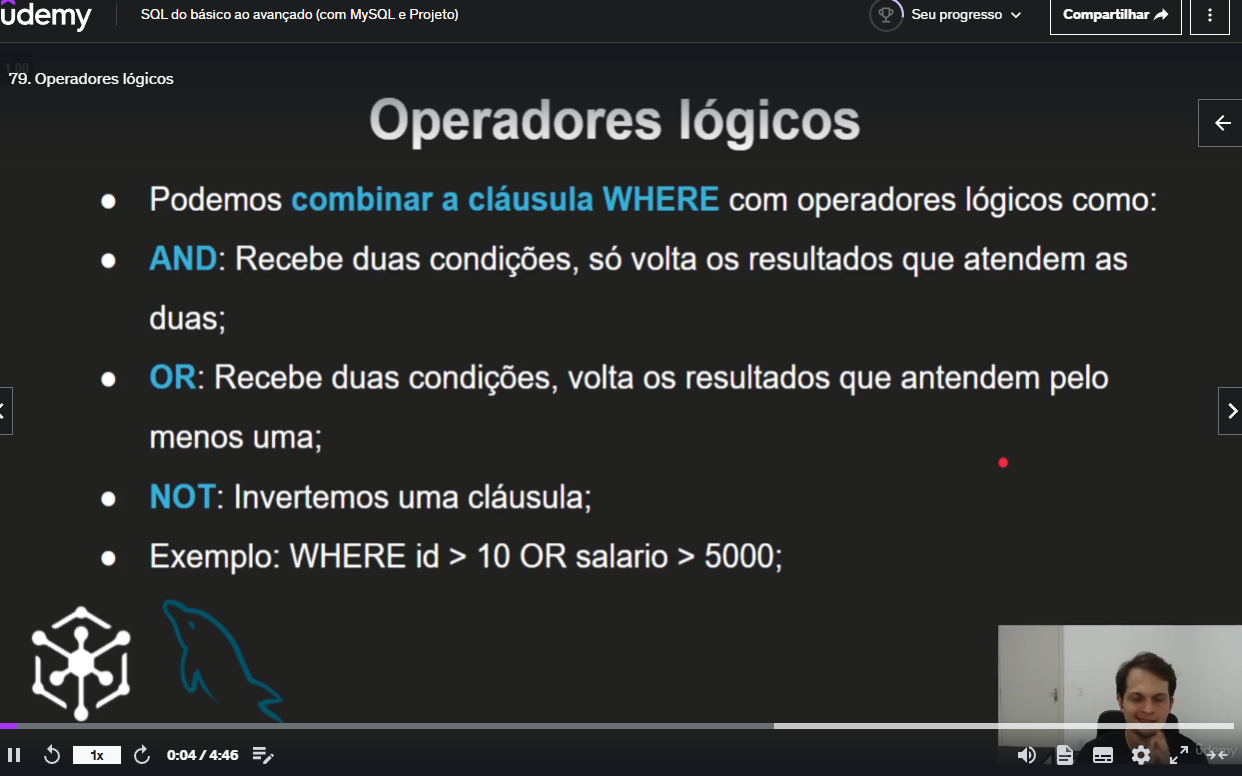 udemy
SQL do básico ao avançado (com MySQL e Projeto)
Seu progresso
Compartilhar
1.00
79. Operadores lógicos
Operadores lógicos
● Podemos combinar a cláusula WHERE com operadores lógicos como:
● AND: Recebe duas condições, só volta os resultados que atendem as
duas;
● OR: Recebe duas condições, volta os resultados que antendem pelo
menos uma;
● NOT: Invertemos uma cláusula;
● Exemplo: WHERE id > 10 OR salario > 5000;
1x
0:04 / 4:46
udemy